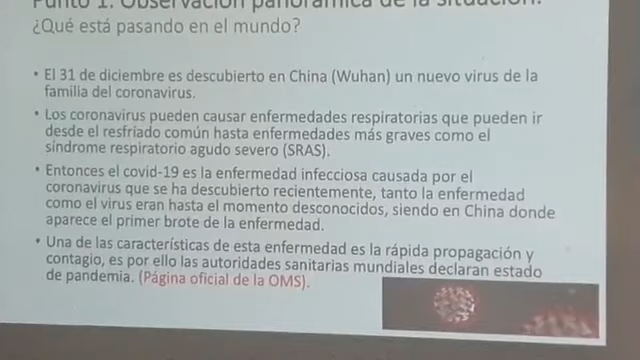 Punto 1. Observación panorámica de la situación.
¿Qué está pasando en el mundo?
• El 31 de diciembre es descubierto en China (Wuhan) un nuevo virus de la
familia del coronavirus.
• Los coronavirus pueden causar enfermedades respiratorias que pueden ir
desde el resfriado común hasta enfermedades más graves como el
síndrome respiratorio agudo severo (SRAS).
• Entonces el covid-19 es la enfermedad infecciosa causada por el
coronavirus que se ha descubierto recientemente, tanto la enfermedad
como el virus eran hasta el momento desconocidos, siendo en China donde
aparece el primer brote de la enfermedad.
• Una de las características de esta enfermedad es la rápida propagación y
contagio, es por ello las autoridades sanitarias mundiales declaran estado
de pandemia. (Página oficial de la OMS).